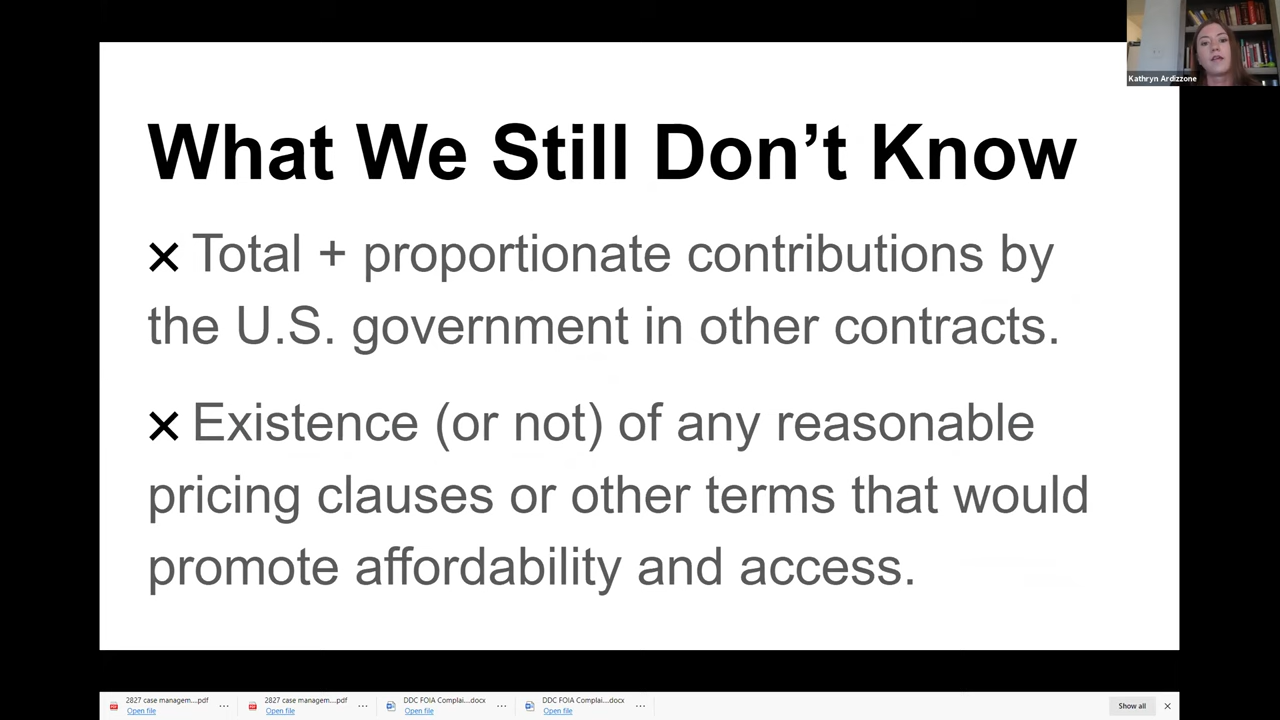 Kathryn Ardizzone
What We Still Don’t Know
× Total + proportionate contributions by
the U.S. government in other contracts.
× Existence (or not) of any reasonable
pricing clauses or other terms that would
promote affordability and access.
2827 case managem....pdf
Open file
2827 case managem....pdf
Open file
DDC FOIA Complai....docx
Open file
DDC FOIA Complai....docx
Open file
Show all